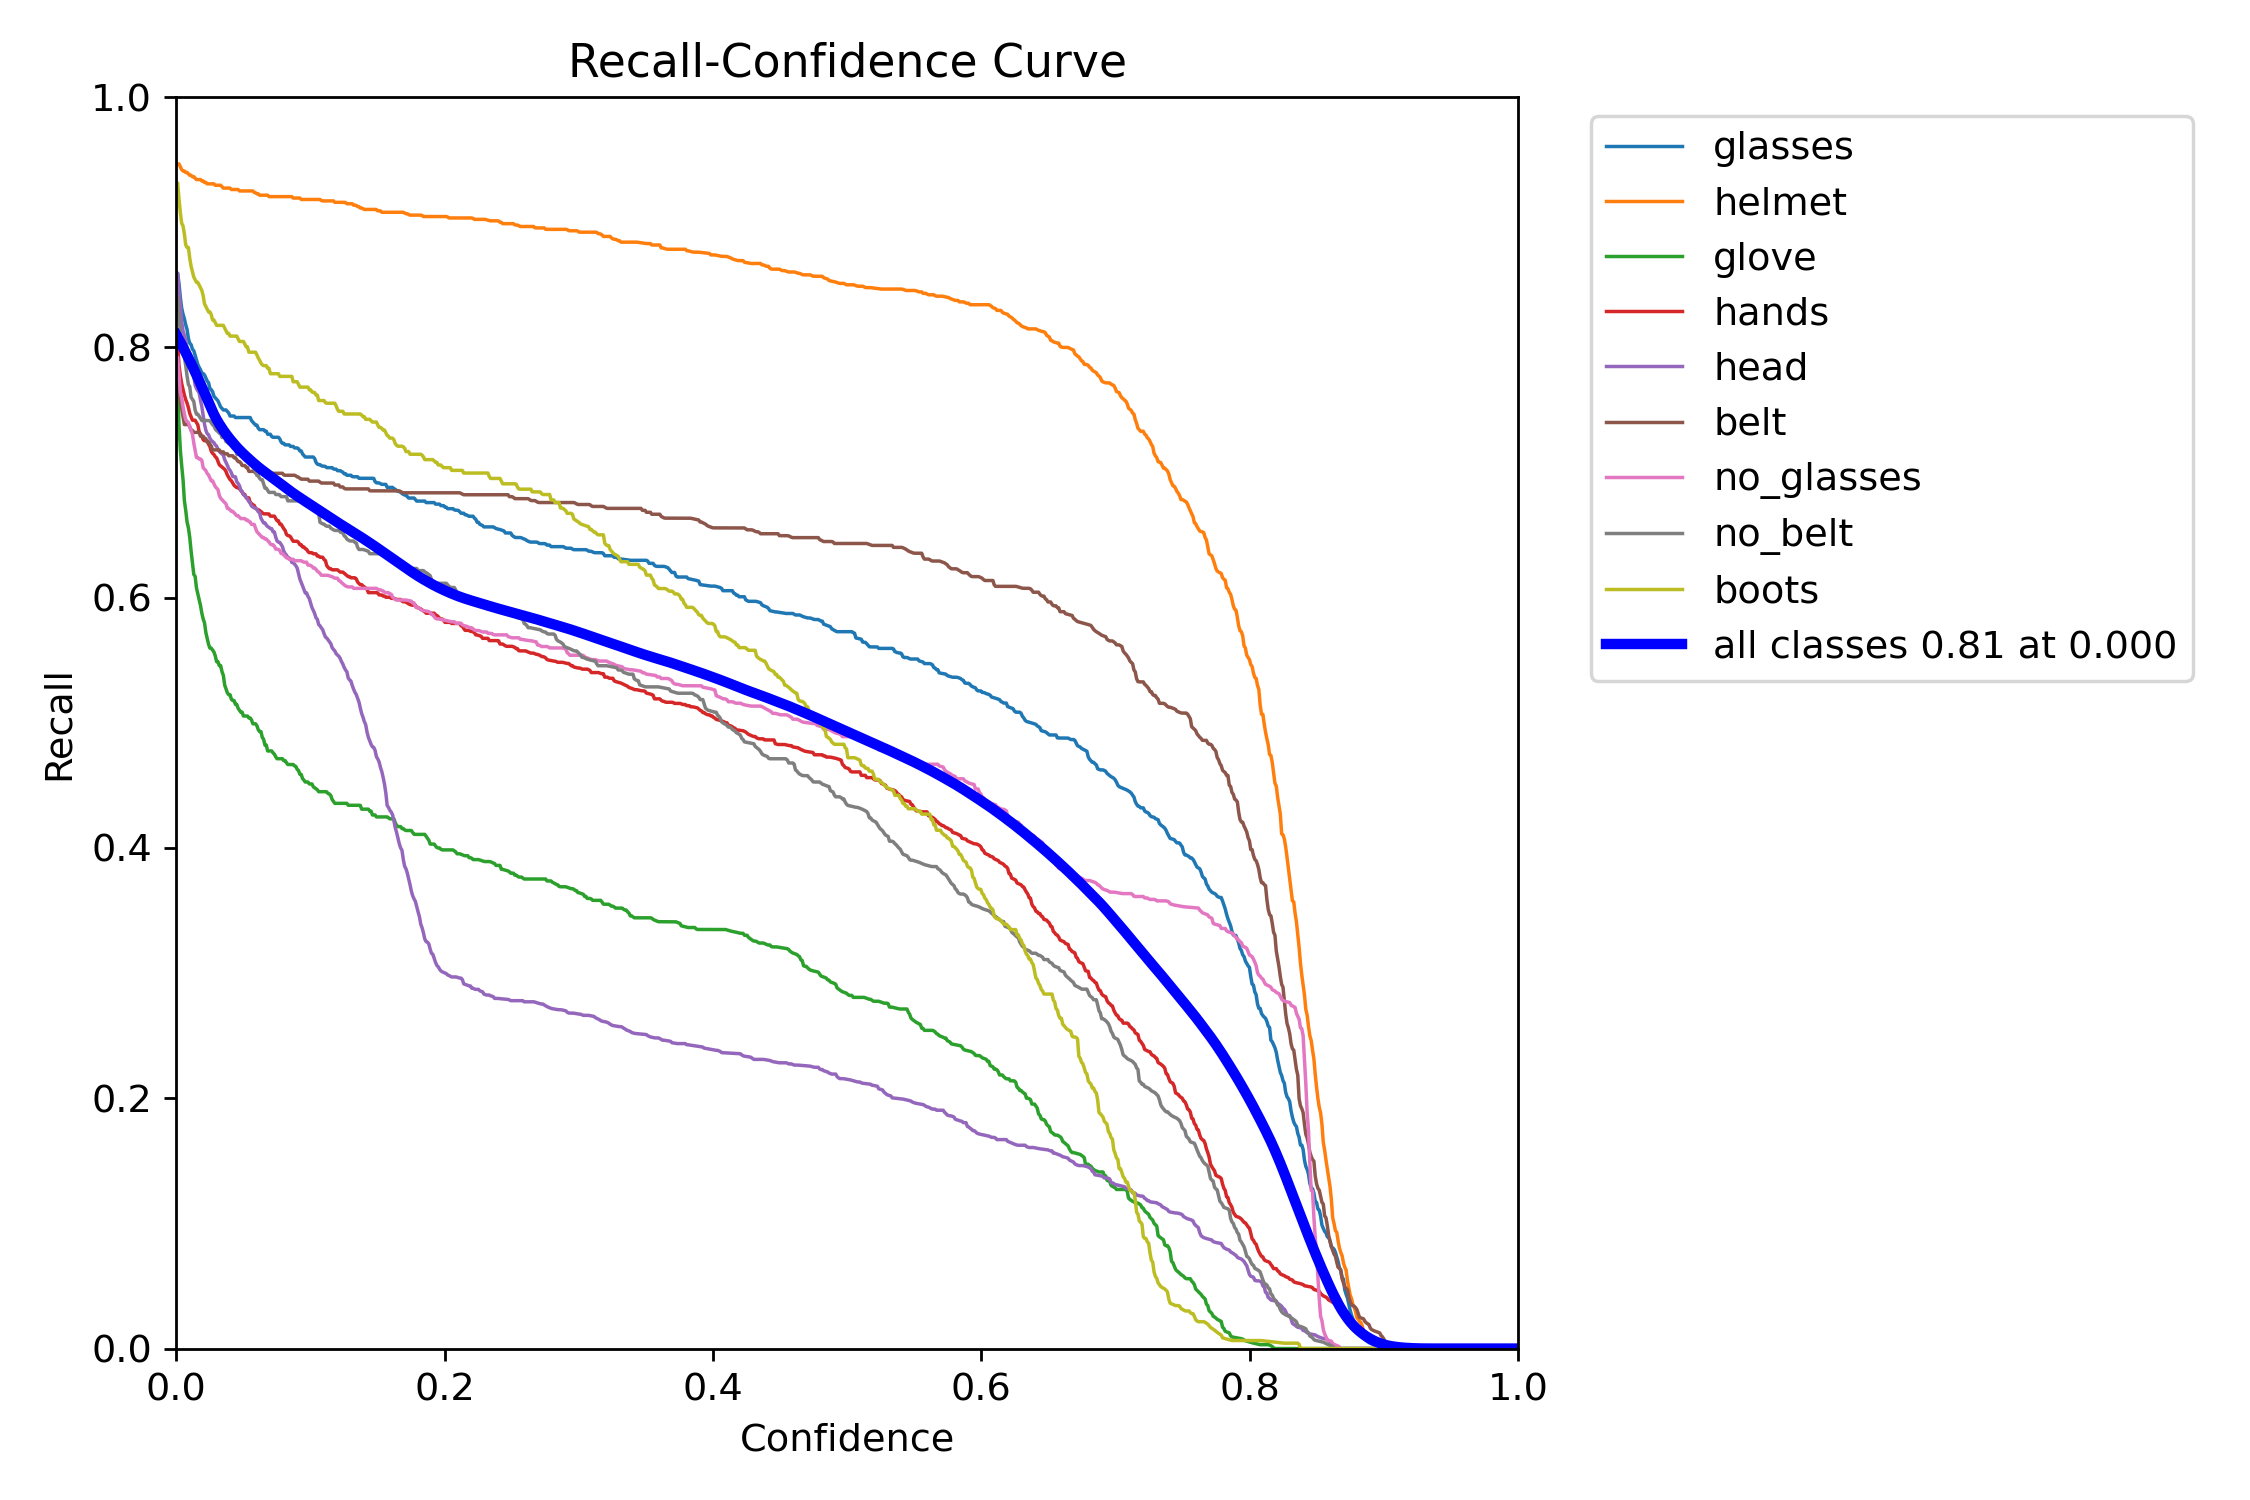 Recall-Confidence Curve
1.0
0.8
0.6
0.4
0.2
0.0
Recall
0.0 0.2 0.4 0.6 0.8 1.0
Confidence
glasses
helmet
glove
hands
head
belt
no_glasses
no_belt
boots
all classes 0.81 at 0.000